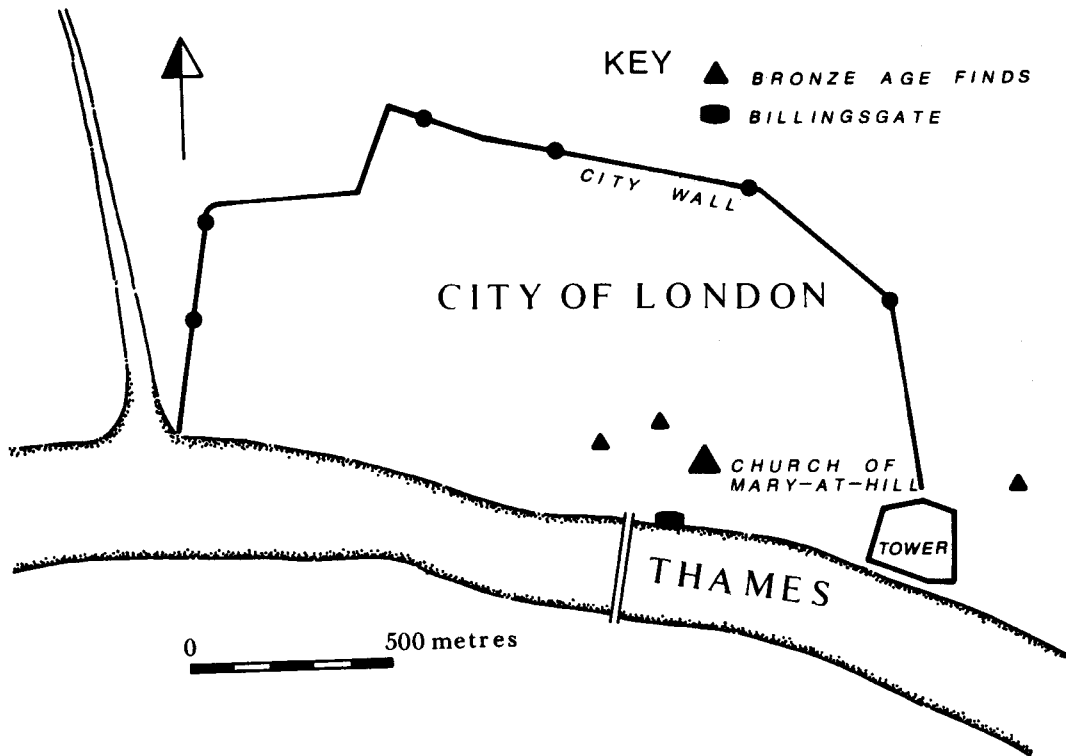 KEY
BRONZE AGE FINDS
BILLINGSGATE
CITY WALL
CITY OF LONDON
CHURCH OF
MARY-AT-HILL
TOWER
THAMES
0 500 metres